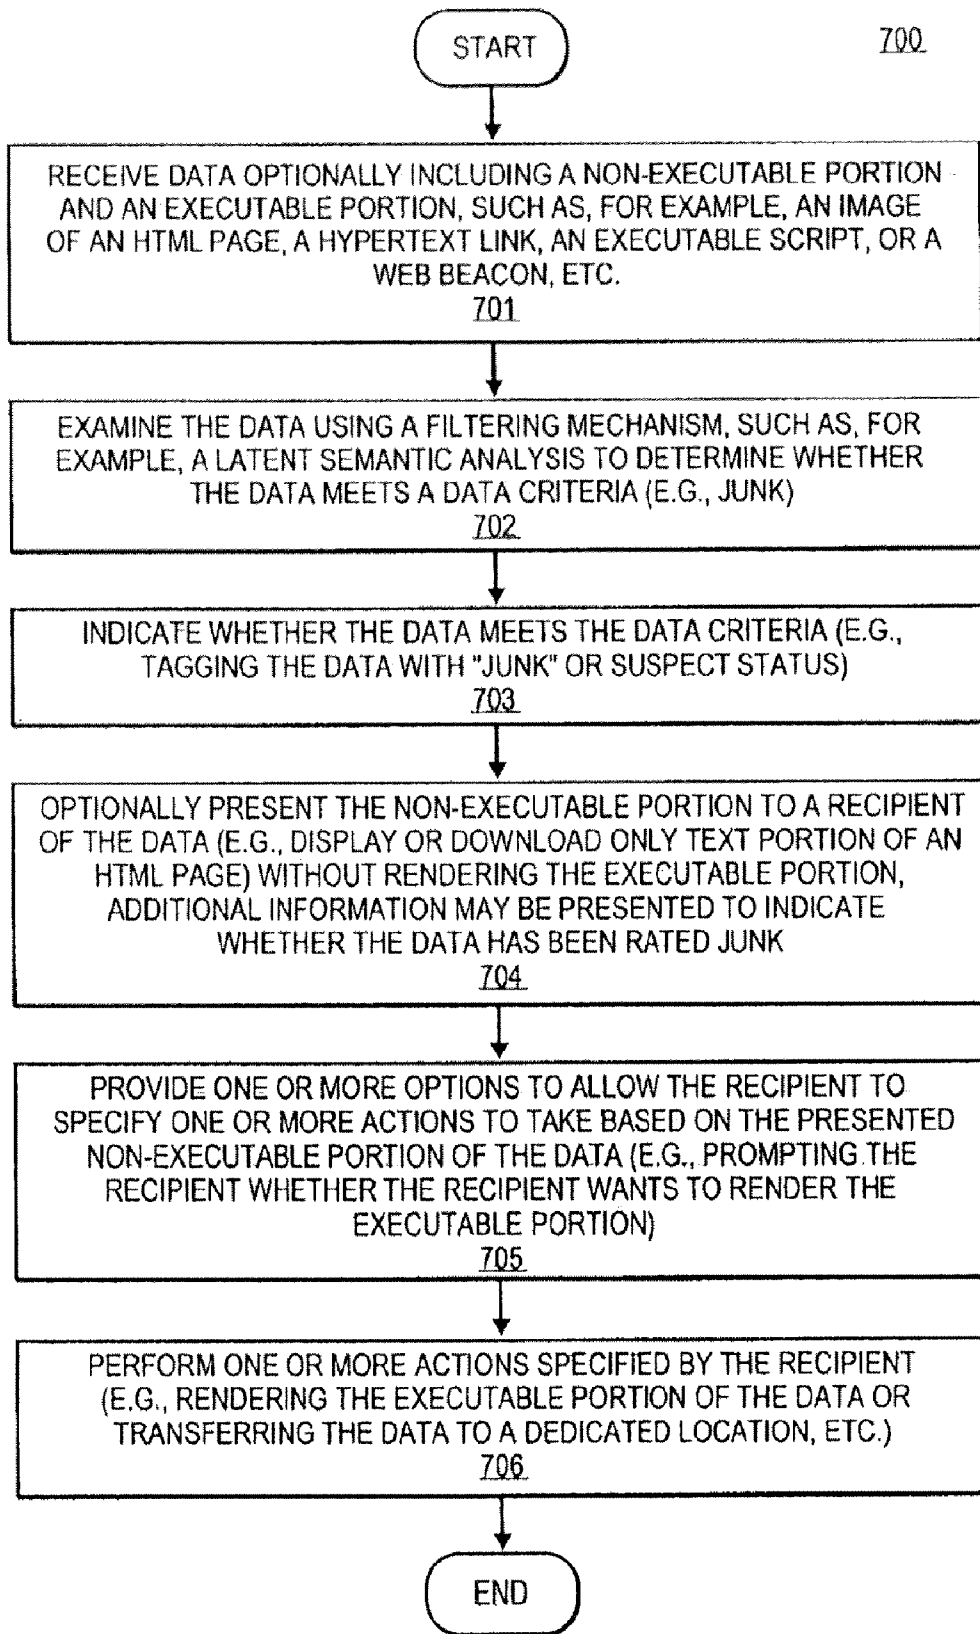 START
700
RECEIVE DATA OPTIONALLY INCLUDING A NON-EXECUTABLE PORTION
AND AN EXECUTABLE PORTION, SUCH AS, FOR EXAMPLE, AN IMAGE
OF AN HTML PAGE, A HYPERTEXT LINK, AN EXECUTABLE SCRIPT, OR A
WEB BEACON, ETC.
701
EXAMINE THE DATA USING A FILTERING MECHANISM, SUCH AS, FOR
EXAMPLE, A LATENT SEMANTIC ANALYSIS TO DETERMINE WHETHER
THE DATA MEETS A DATA CRITERIA (E.G., JUNK)
702
INDICATE WHETHER THE DATA MEETS THE DATA CRITERIA (E.G.,
TAGGING THE DATA WITH "JUNK" OR SUSPECT STATUS)
703
OPTIONALLY PRESENT THE NON-EXECUTABLE PORTION TO A RECIPIENT
OF THE DATA (E.G., DISPLAY OR DOWNLOAD ONLY TEXT PORTION OF AN
HTML PAGE) WITHOUT RENDERING THE EXECUTABLE PORTION,
ADDITIONAL INFORMATION MAY BE PRESENTED TO INDICATE
WHETHER THE DATA HAS BEEN RATED JUNK
704
PROVIDE ONE OR MORE OPTIONS TO ALLOW THE RECIPIENT TO
SPECIFY ONE OR MORE ACTIONS TO TAKE BASED ON THE PRESENTED
NON-EXECUTABLE PORTION OF THE DATA (E.G., PROMPTING THE
RECIPIENT WHETHER THE RECIPIENT WANTS TO RENDER THE
EXECUTABLE PORTION)
705
PERFORM ONE OR MORE ACTIONS SPECIFIED BY THE RECIPIENT
(E.G., RENDERING THE EXECUTABLE PORTION OF THE DATA OR
TRANSFERRING THE DATA TO A DEDICATED LOCATION, ETC.)
706
END